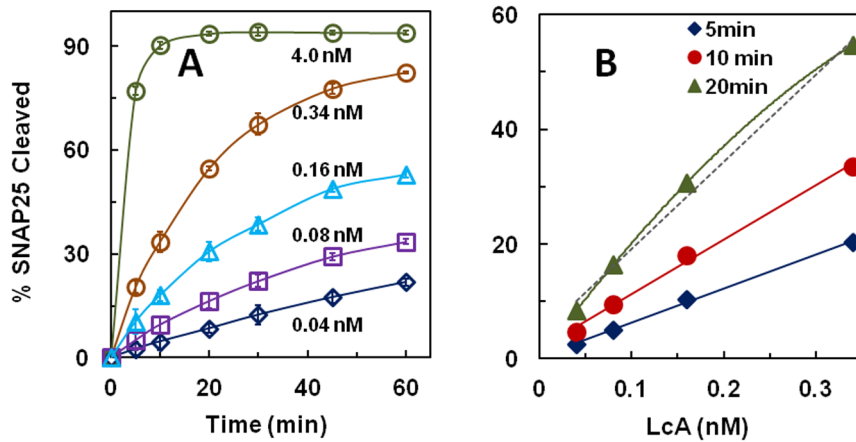 % SNAP25 Cleaved
90
60
30
0
A
4.0 nM
0.34 nM
0.16 nM
0.08 nM
0.04 nM
0 20 40 60
Time (min)
B
5min
10 min
20min
60
40
20
0
0 0.1 0.2 0.3
LcA (nM)